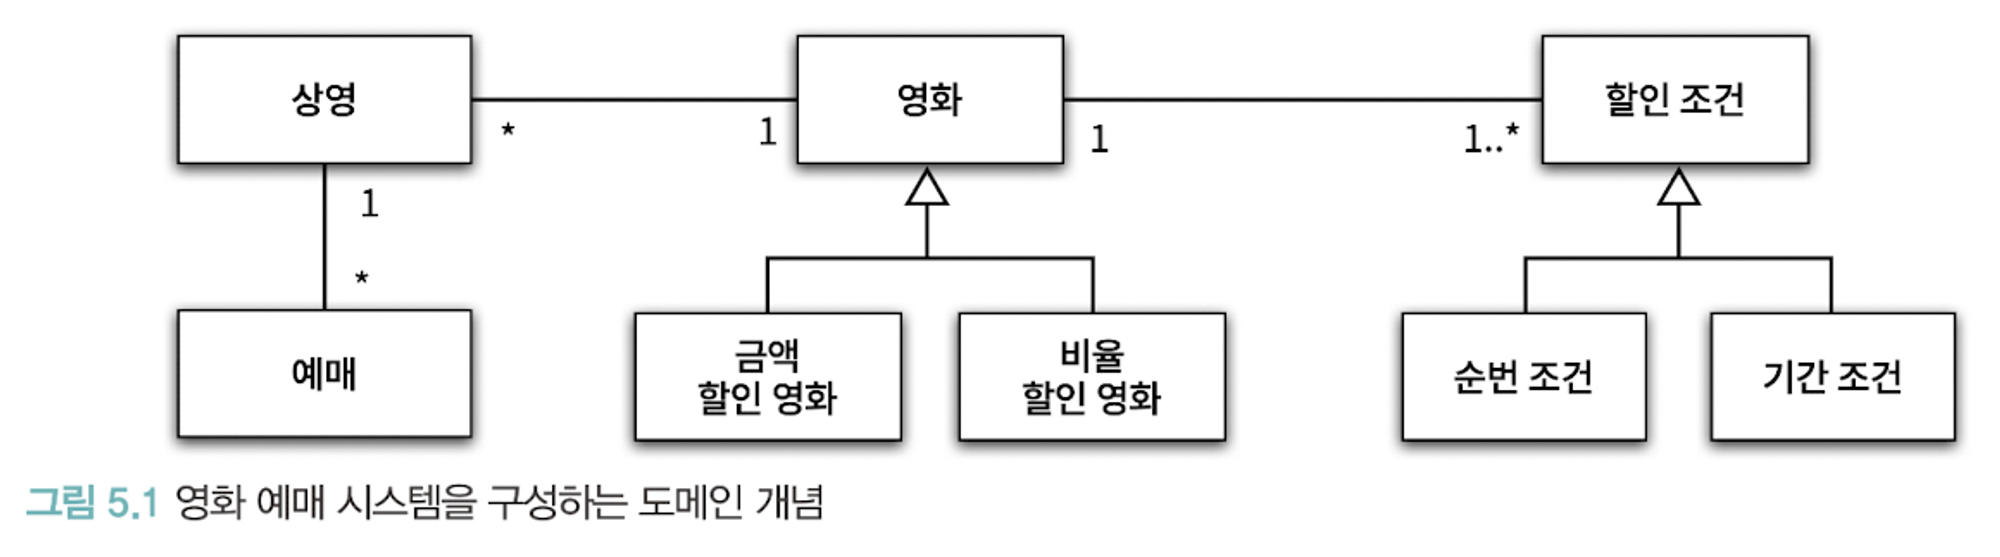 상영
*
1
영화
1
1..*
할인 조건
1
*
예매
금액
할인 영화
비율
할인 영화
순번 조건
기간 조건
그림 5.1 영화 예매 시스템을 구성하는 도메인 개념